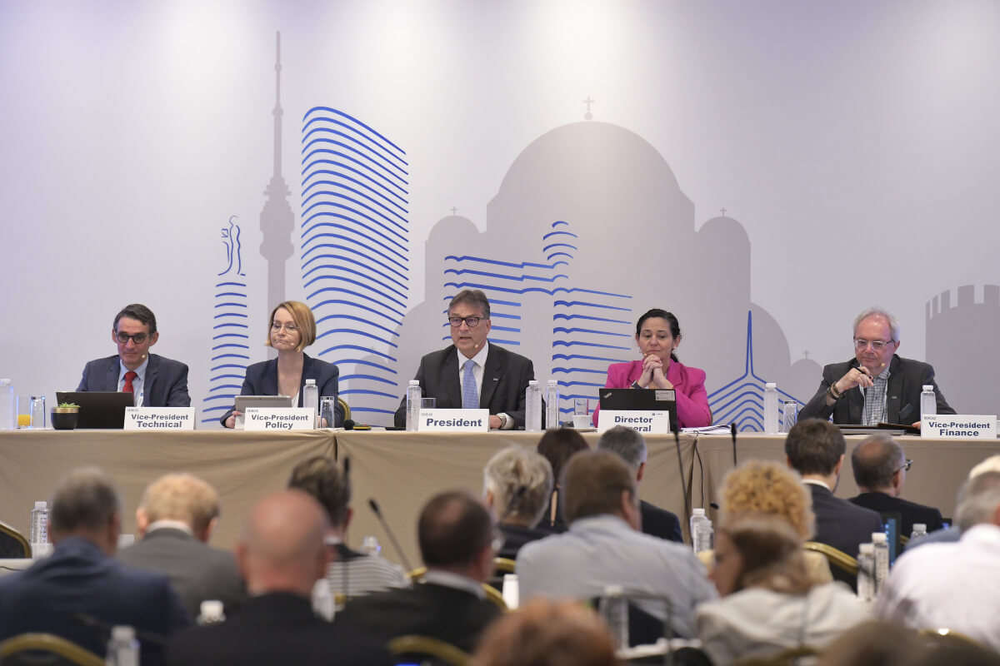 Vice-President
Technical
Vice-President
Policy
President
Director
General
Vice-President
Finance